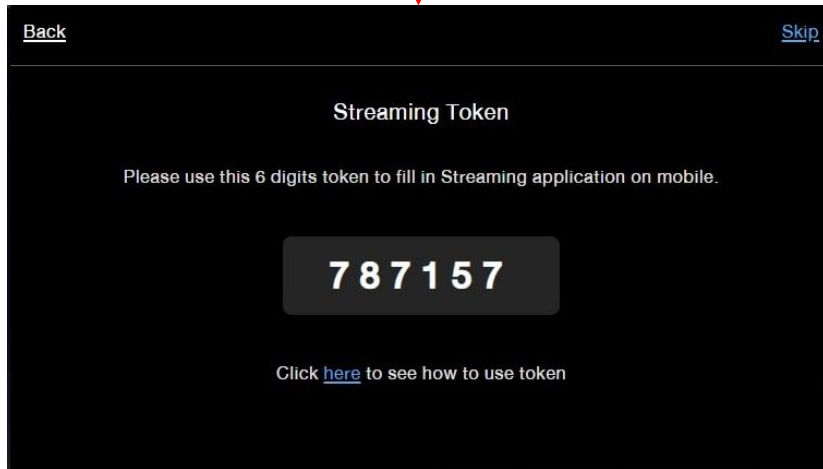 Back
Skip
Streaming Token
Please use this 6 digits token to fill in Streaming application on mobile.
787157
Click here to see how to use token